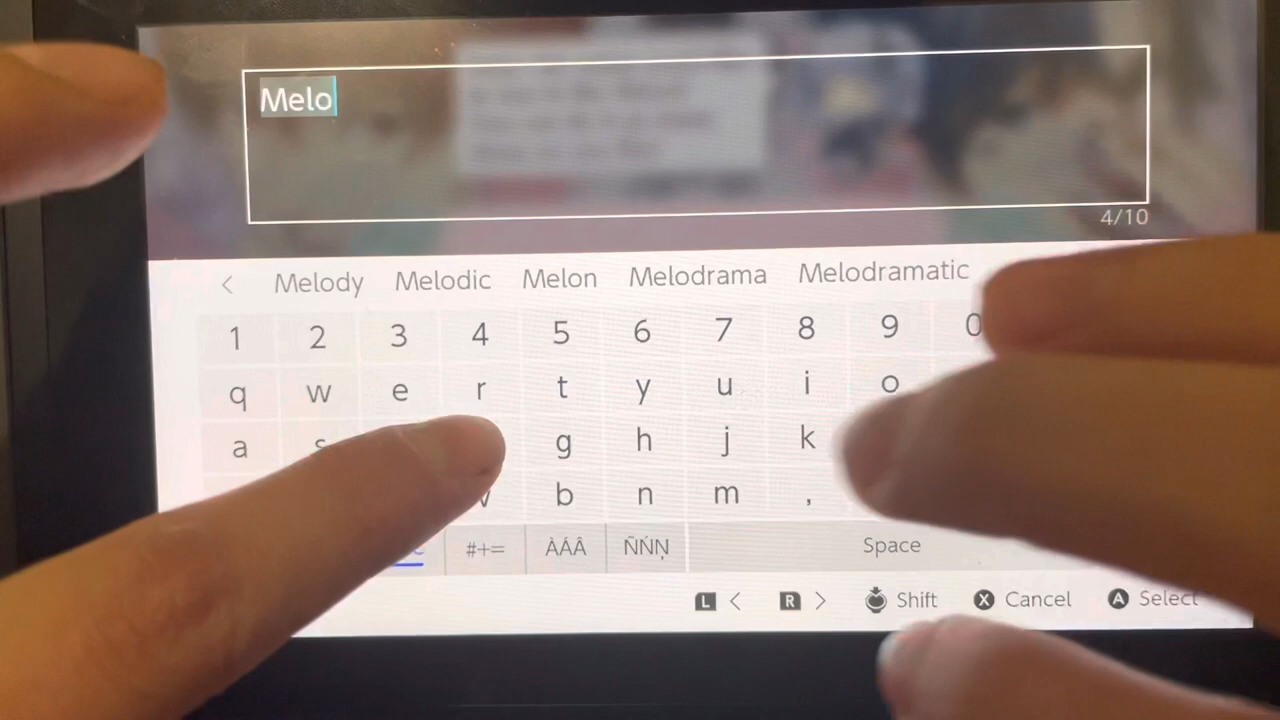 Melo
4/10
< Melody Melodic Melon Melodrama Melodramatic
1 2 3 4 5 6 7 8 9 0
q w e r t y u i o
a s g h j k
v b n m ,
#+= ÀÁÂ ÑŃŅ Space
L < R > Shift X Cancel A Select